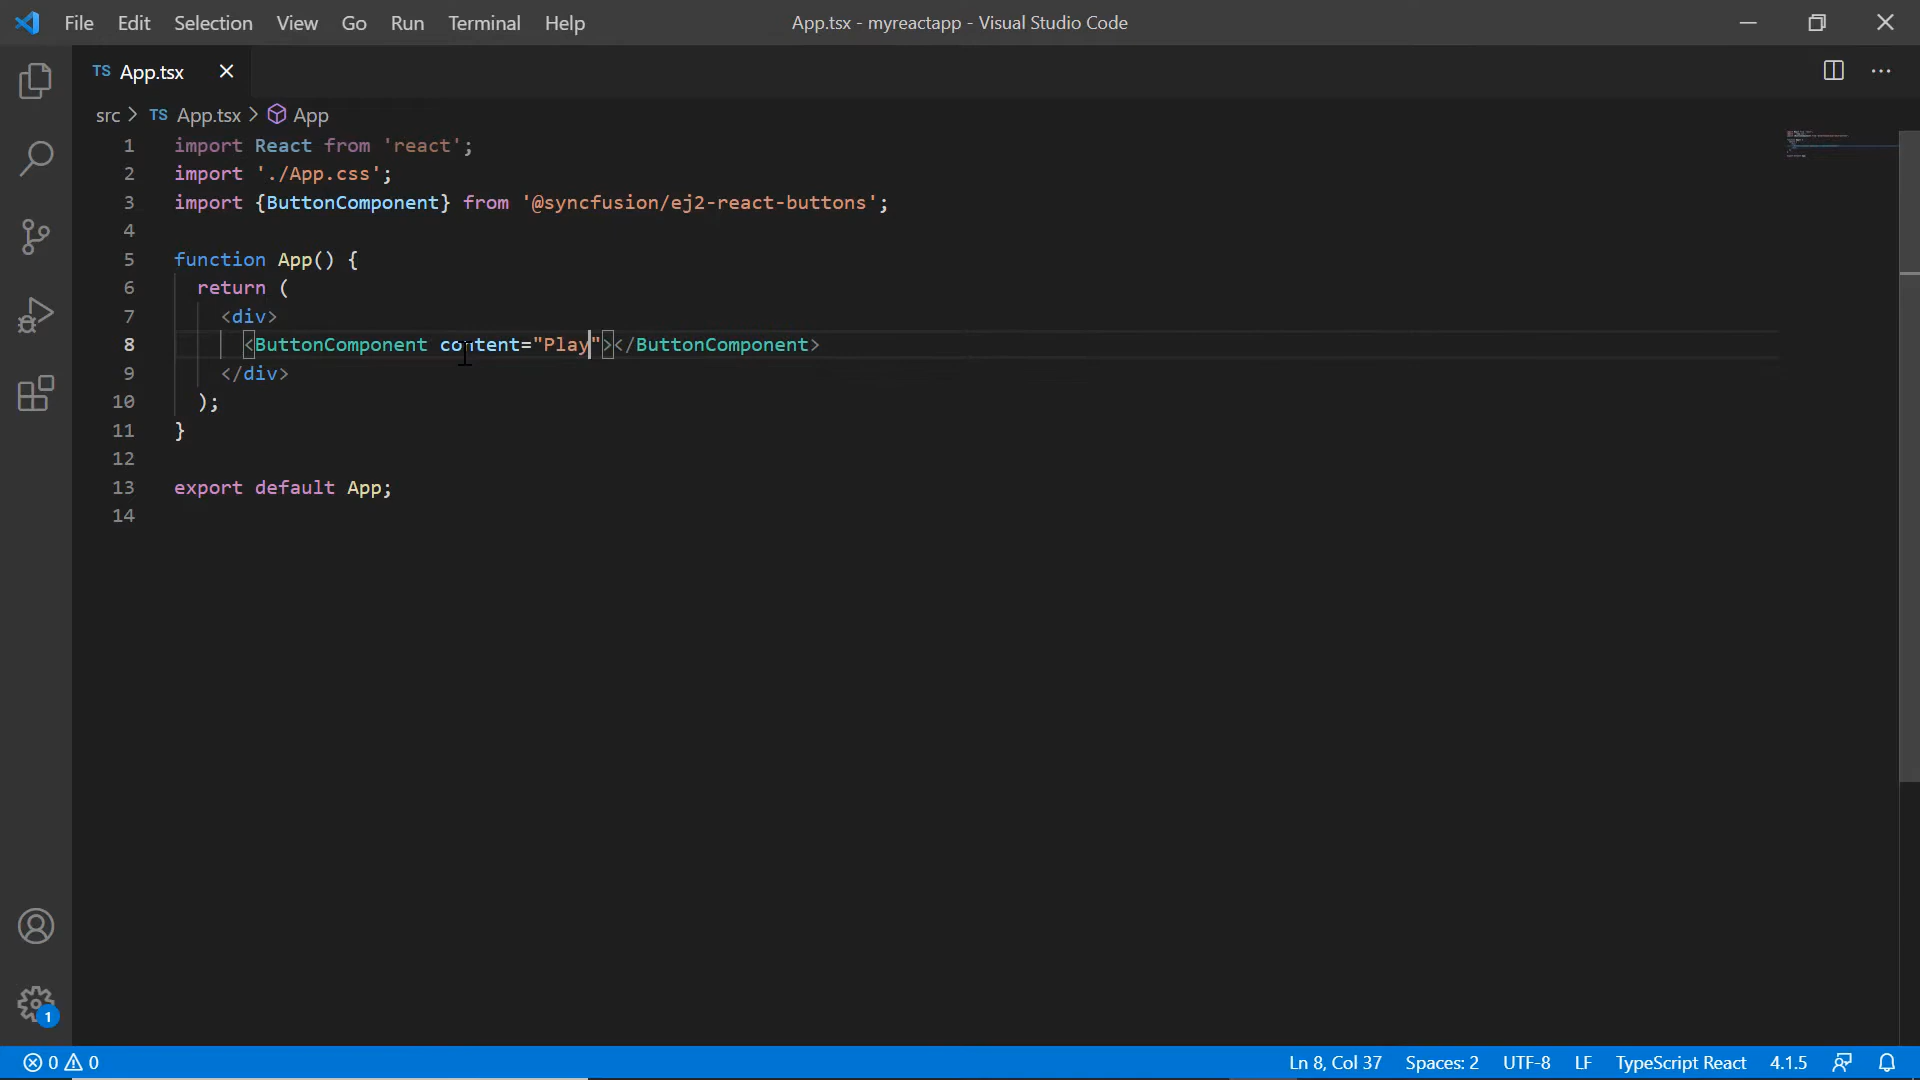 File Edit Selection View Go Run Terminal Help App.tsx - myreactapp - Visual Studio Code
TS App.tsx
src > TS App.tsx > App
1 import React from 'react';
2 import './App.css';
3 import {ButtonComponent} from '@syncfusion/ej2-react-buttons';
4
5 function App() {
6 return (
7 <div>
8 <ButtonComponent content="Play"></ButtonComponent>
9 </div>
10 );
11 }
12
13 export default App;
14
1
0 0 Ln 8, Col 37 Spaces: 2 UTF-8 LF TypeScript React 4.1.5